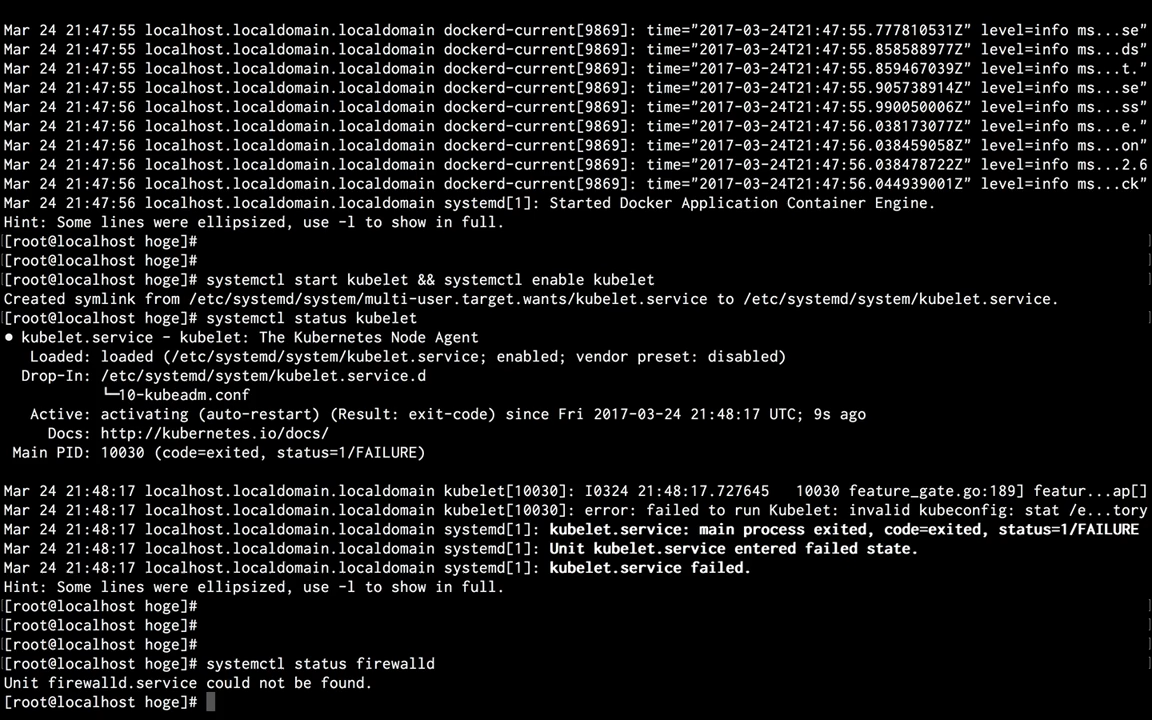 Mar 24 21:47:55 localhost.localdomain.localdomain dockerd-current[9869]: time="2017-03-24T21:47:55.777810531Z" level=info ms...se"
Mar 24 21:47:55 localhost.localdomain.localdomain dockerd-current[9869]: time="2017-03-24T21:47:55.858588977Z" level=info ms...ds"
Mar 24 21:47:55 localhost.localdomain.localdomain dockerd-current[9869]: time="2017-03-24T21:47:55.859467039Z" level=info ms...t."
Mar 24 21:47:55 localhost.localdomain.localdomain dockerd-current[9869]: time="2017-03-24T21:47:55.905738914Z" level=info ms...se"
Mar 24 21:47:56 localhost.localdomain.localdomain dockerd-current[9869]: time="2017-03-24T21:47:55.990050006Z" level=info ms...ss"
Mar 24 21:47:56 localhost.localdomain.localdomain dockerd-current[9869]: time="2017-03-24T21:47:56.038173077Z" level=info ms...e."
Mar 24 21:47:56 localhost.localdomain.localdomain dockerd-current[9869]: time="2017-03-24T21:47:56.038459058Z" level=info ms...on"
Mar 24 21:47:56 localhost.localdomain.localdomain dockerd-current[9869]: time="2017-03-24T21:47:56.038478722Z" level=info ms...2.6
Mar 24 21:47:56 localhost.localdomain.localdomain dockerd-current[9869]: time="2017-03-24T21:47:56.044939001Z" level=info ms...ck"
Mar 24 21:47:56 localhost.localdomain.localdomain systemd[1]: Started Docker Application Container Engine.
Hint: Some lines were ellipsized, use -l to show in full.
[root@localhost hoge]#
[root@localhost hoge]#
[root@localhost hoge]# systemctl start kubelet && systemctl enable kubelet
Created symlink from /etc/systemd/system/multi-user.target.wants/kubelet.service to /etc/systemd/system/kubelet.service.
[root@localhost hoge]# systemctl status kubelet
● kubelet.service - kubelet: The Kubernetes Node Agent
Loaded: loaded (/etc/systemd/system/kubelet.service; enabled; vendor preset: disabled)
Drop-In: /etc/systemd/system/kubelet.service.d
└─10-kubeadm.conf
Active: activating (auto-restart) (Result: exit-code) since Fri 2017-03-24 21:48:17 UTC; 9s ago
Docs: http://kubernetes.io/docs/
Main PID: 10030 (code=exited, status=1/FAILURE)
Mar 24 21:48:17 localhost.localdomain.localdomain kubelet[10030]: I0324 21:48:17.727645   10030 feature_gate.go:189] featur...ap[]
Mar 24 21:48:17 localhost.localdomain.localdomain kubelet[10030]: error: failed to run Kubelet: invalid kubeconfig: stat /e...tory
Mar 24 21:48:17 localhost.localdomain.localdomain systemd[1]: kubelet.service: main process exited, code=exited, status=1/FAILURE
Mar 24 21:48:17 localhost.localdomain.localdomain systemd[1]: Unit kubelet.service entered failed state.
Mar 24 21:48:17 localhost.localdomain.localdomain systemd[1]: kubelet.service failed.
Hint: Some lines were ellipsized, use -l to show in full.
[root@localhost hoge]#
[root@localhost hoge]#
[root@localhost hoge]#
[root@localhost hoge]# systemctl status firewalld
Unit firewalld.service could not be found.
[root@localhost hoge]#